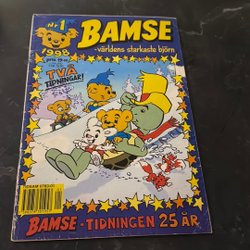 Nr 1
1998
BAMSE
-världens starkaste björn
TVÅ
TIDNINGAR!
BAMSE-TIDNINGEN 25 ÅR